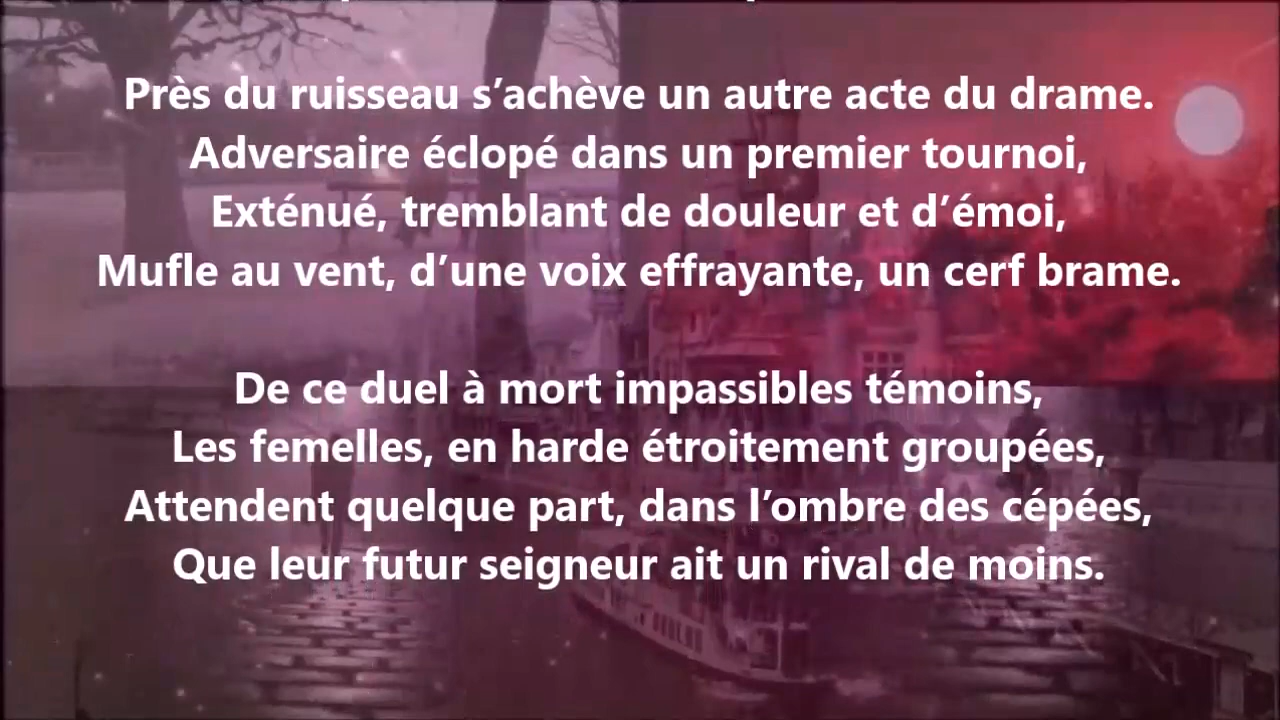 Près du ruisseau s’achève un autre acte du drame.
Adversaire éclopé dans un premier tournoi,
Exténué, tremblant de douleur et d’émoi,
Mufle au vent, d’une voix effrayante, un cerf brame.
De ce duel à mort impassibles témoins,
Les femelles, en harde étroitement groupées,
Attendent quelque part, dans l’ombre des cépées,
Que leur futur seigneur ait un rival de moins.